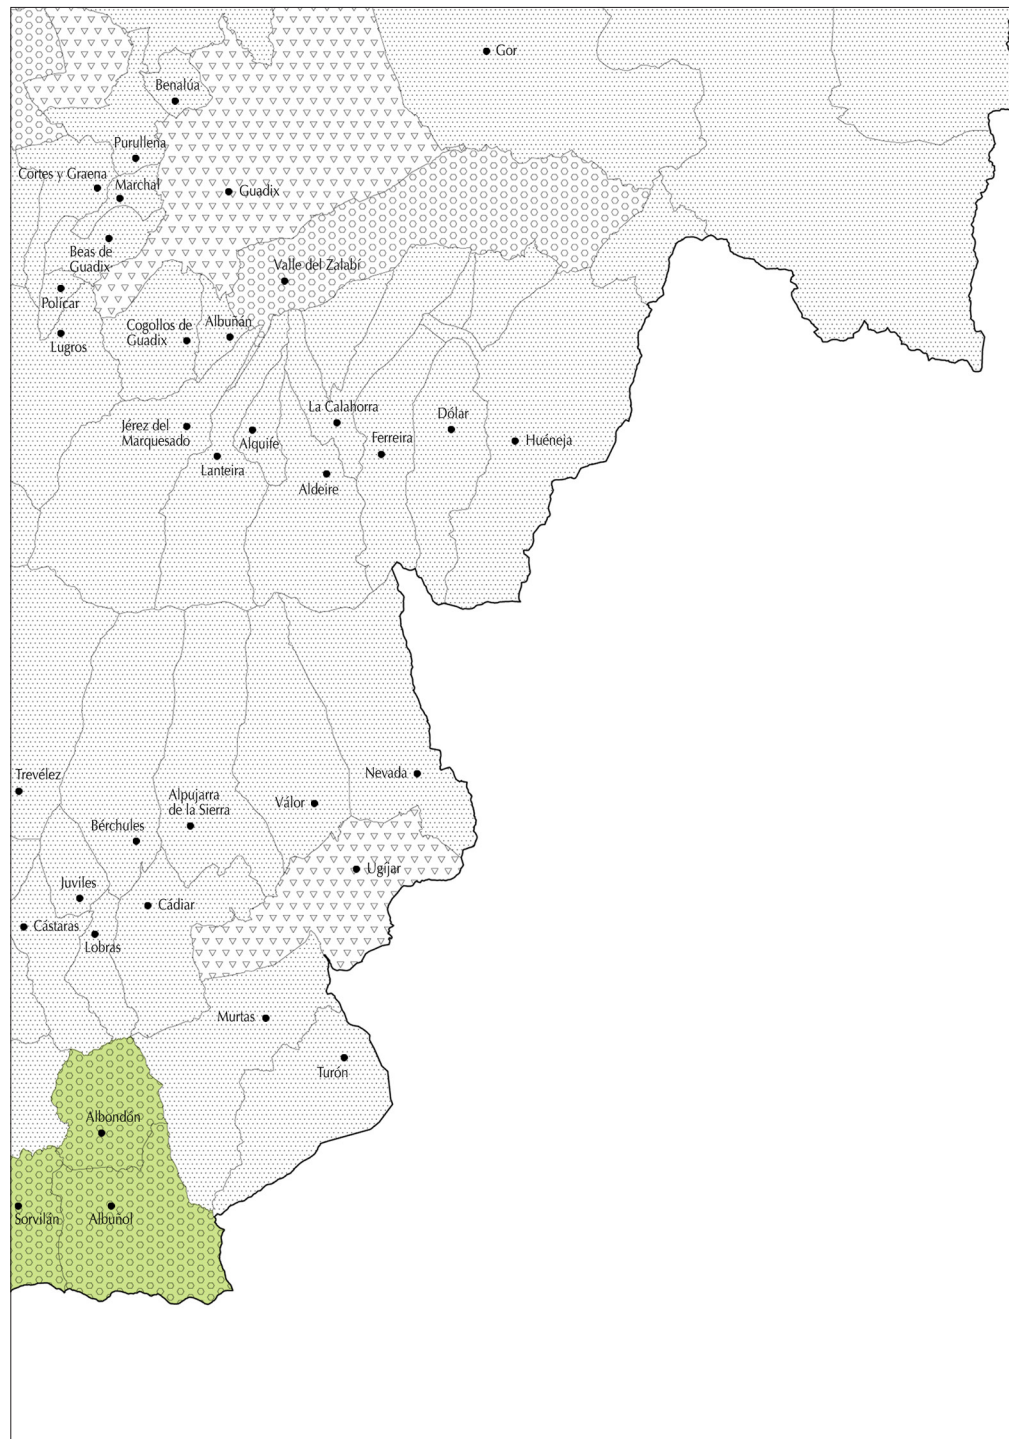 Gor
Benalúa
Purullena
Cortes y Graena
Marchal
Guadix
Beas de
Guadix
Valle del Zalabí
Polícar
Cogollos de
Guadix
Albuñán
Lugros
La Calahorra
Jérez del
Marquesado
Alquife
Ferreira
Dólar
Huéneja
Lanteira
Aldeire
Trevélez
Nevada
Alpujarra
de la Sierra
Válor
Bérchules
Ugíjar
Juviles
Cádiar
Cástaras
Lobras
Murtas
Turón
Albondón
Sorvilán
Albuñol